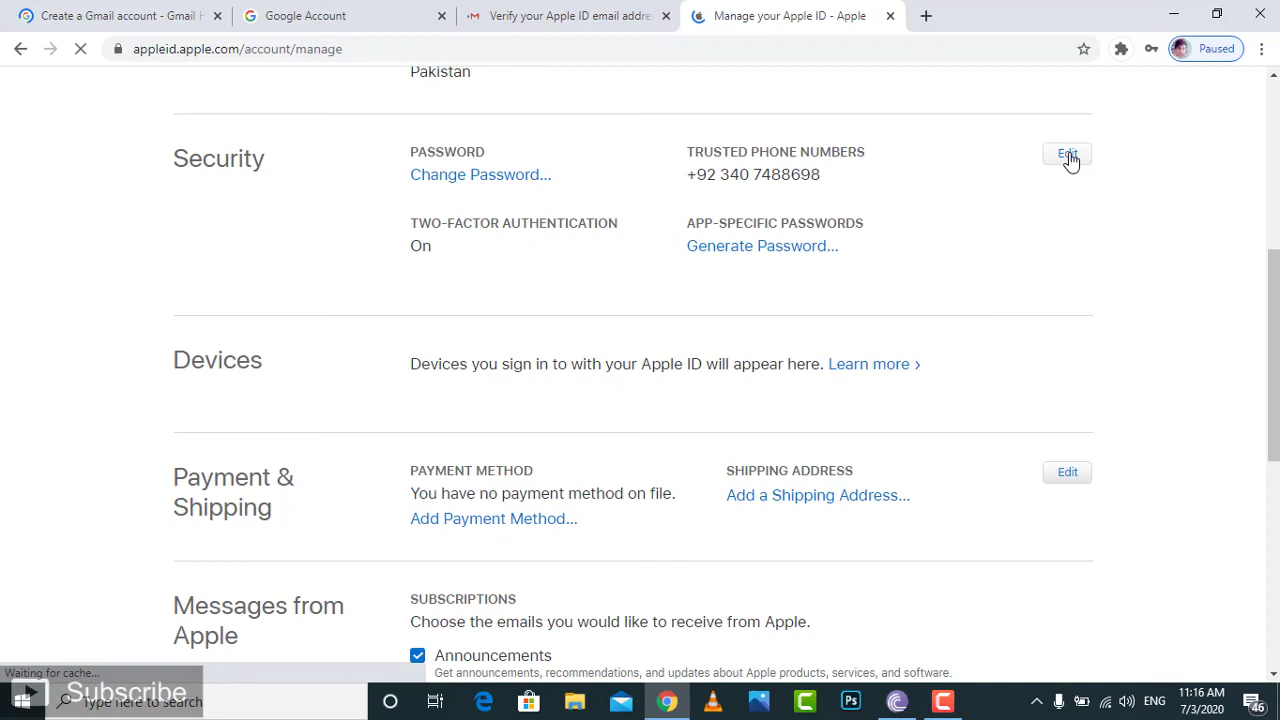 Create a Gmail account - Gmail H
Google Account
Verify your Apple ID email addre
Manage your Apple ID - Apple
appleid.apple.com/account/manage
Paused
Pakistan
Security
PASSWORD
Change Password...
TRUSTED PHONE NUMBERS
+92 340 7488698
Edit
TWO-FACTOR AUTHENTICATION
On
APP-SPECIFIC PASSWORDS
Generate Password...
Devices
Devices you sign in to with your Apple ID will appear here. Learn more >
Payment &
Shipping
PAYMENT METHOD
You have no payment method on file.
Add Payment Method...
SHIPPING ADDRESS
Add a Shipping Address...
Edit
Messages from
Apple
SUBSCRIPTIONS
Choose the emails you would like to receive from Apple.
Announcements
Get announcements, recommendations, and updates about Apple products, services, and software.
Waiting for cache...
Subscribe
Type here to search
Ps
ENG
11:16 AM
7/3/2020
46